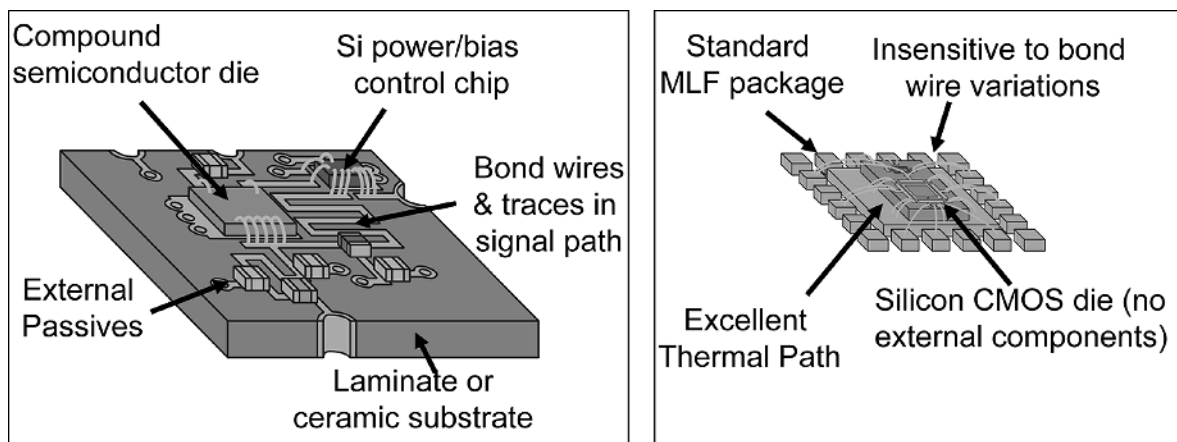 Compound
semiconductor die
Si power/bias
control chip
Bond wires
& traces in
signal path
External
Passives
Laminate or
ceramic substrate
Standard
MLF package
Insensitive to bond
wire variations
Excellent
Thermal Path
Silicon CMOS die (no
external components)